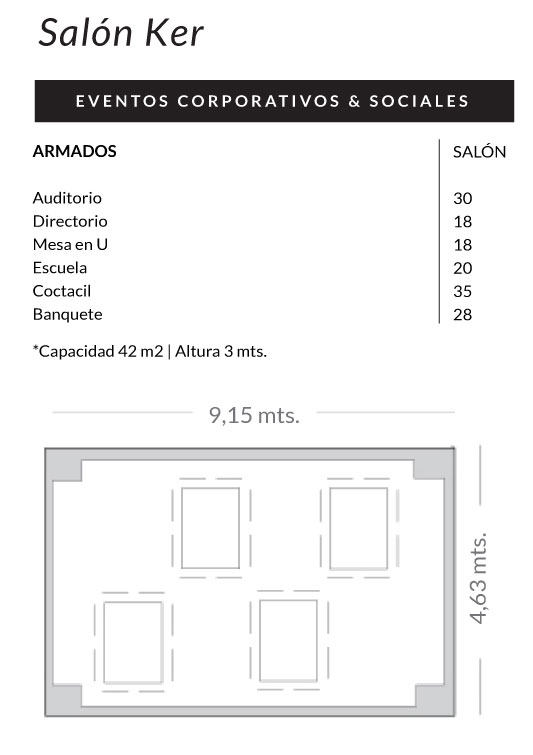 Salón Ker
EVENTOS CORPORATIVOS & SOCIALES
ARMADOS SALÓN
Auditorio 30
Directorio 18
Mesa en U 18
Escuela 20
Coctacil 35
Banquete 28
*Capacidad 42 m2 | Altura 3 mts.
9,15 mts.
4,63 mts.